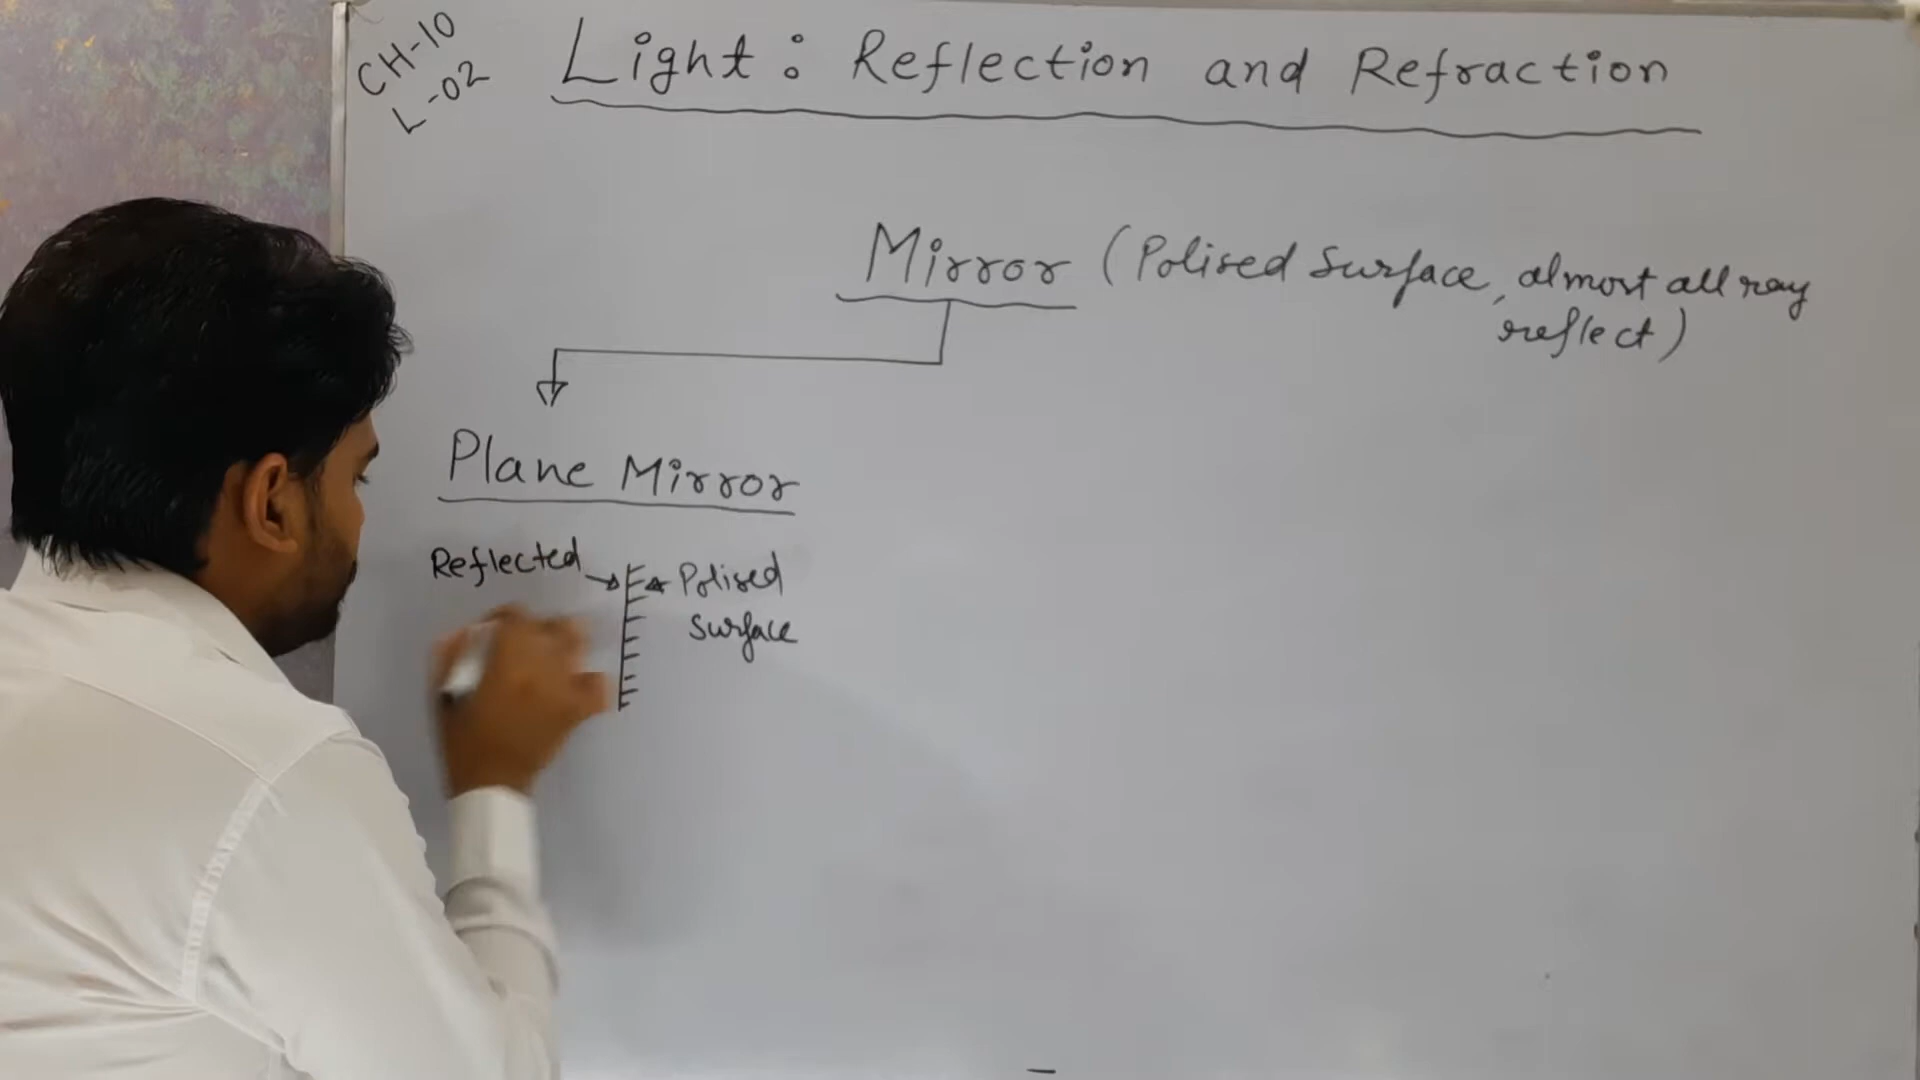 CH-10
L-02
Light: Reflection and Refraction
Mirror (Polised Surface, almost all ray
reflect)
Plane Mirror
Reflected
Polised
Surface